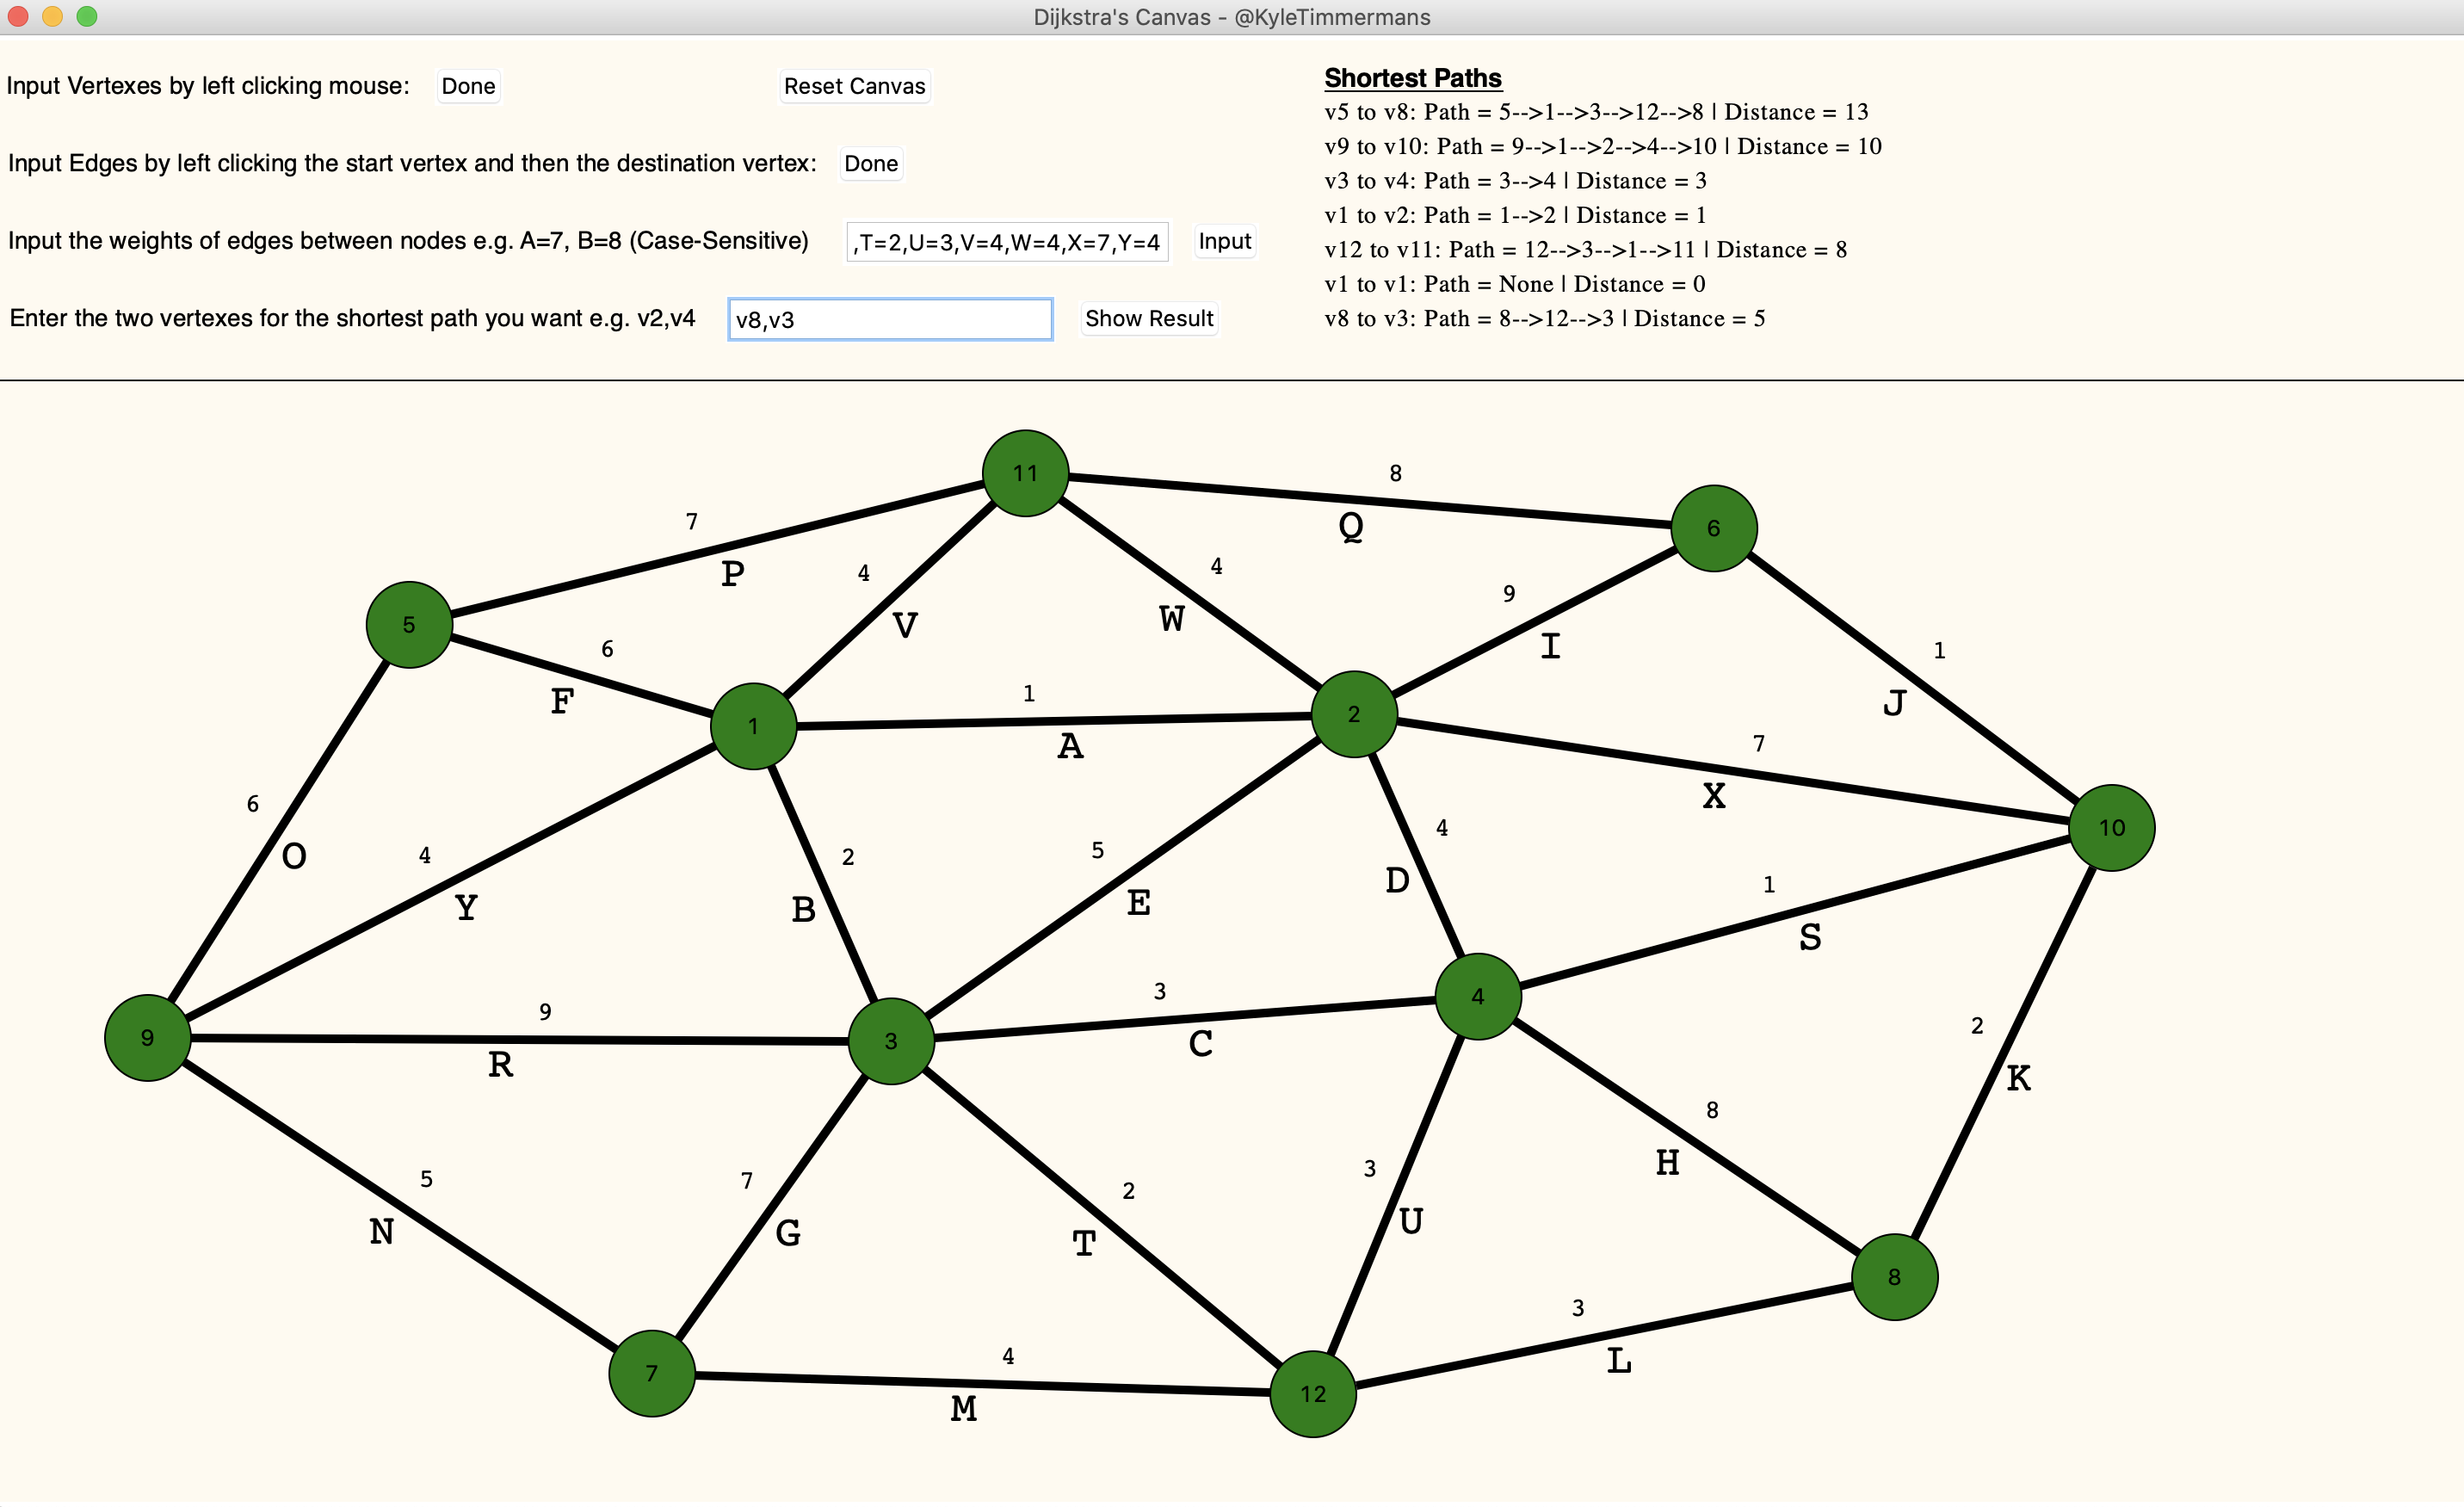 Dijkstra's Canvas - @KyleTimmermans
Input Vertexes by left clicking mouse: Done Reset Canvas
Input Edges by left clicking the start vertex and then the destination vertex: Done
Input the weights of edges between nodes e.g. A=7, B=8 (Case-Sensitive) ,T=2,U=3,V=4,W=4,X=7,Y=4 Input
Enter the two vertexes for the shortest path you want e.g. v2,v4 v8,v3 Show Result
Shortest Paths
v5 to v8: Path = 5-->1-->3-->12-->8 | Distance = 13
v9 to v10: Path = 9-->1-->2-->4-->10 | Distance = 10
v3 to v4: Path = 3-->4 | Distance = 3
v1 to v2: Path = 1-->2 | Distance = 1
v12 to v11: Path = 12-->3-->1-->11 | Distance = 8
v1 to v1: Path = None | Distance = 0
v8 to v3: Path = 8-->12-->3 | Distance = 5
11
8
Q
6
7
P
4
V
4
W
9
I
1
J
5
6
F
1
1
A
2
7
X
10
6
O
4
Y
2
B
5
E
4
D
1
S
9
9
R
3
3
C
4
2
K
5
N
7
G
2
T
3
U
8
H
8
7
4
M
12
3
L